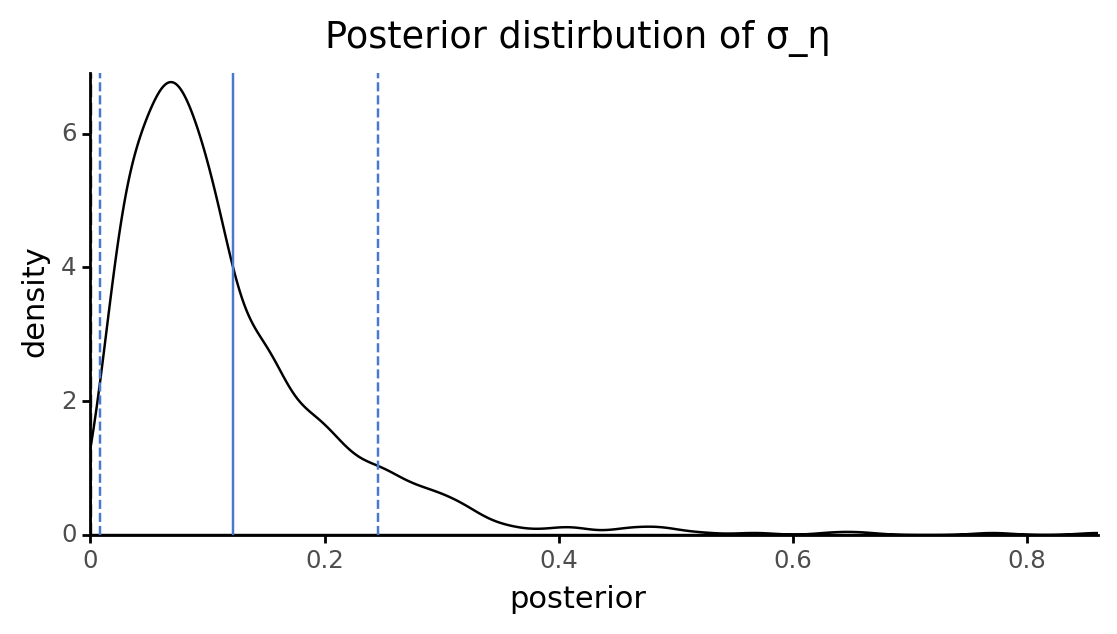 Posterior distirbution of σ_η
density
6
4
2
0
0 0.2 0.4 0.6 0.8
posterior